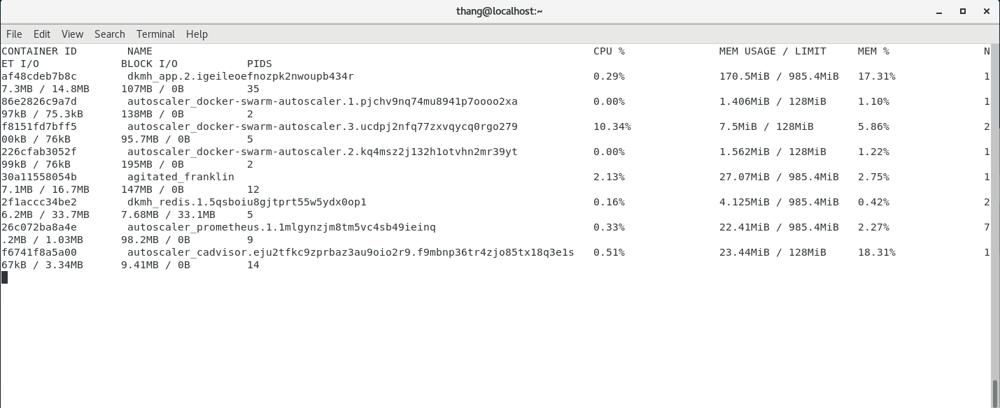 thang@localhost:~
File Edit View Search Terminal Help
CONTAINER ID        NAME                                                                      CPU %               MEM USAGE / LIMIT     MEM %               N
ET I/O             BLOCK I/O           PIDS
af48cdeb7b8c        dkmh_app.2.igeileoefnozpk2nwoupb434r                                      0.29%               170.5MiB / 985.4MiB   17.31%              1
7.3MB / 14.8MB     107MB / 0B          35
86e2826c9a7d        autoscaler_docker-swarm-autoscaler.1.pjchv9nq74mu8941p7oooo2xa            0.00%               1.406MiB / 128MiB     1.10%               1
97kB / 75.3kB      138MB / 0B          2
f8151fd7bff5        autoscaler_docker-swarm-autoscaler.3.ucdpj2nfq77zxvqycq0rgo279            10.34%              7.5MiB / 128MiB       5.86%               2
00kB / 76kB        95.7MB / 0B         5
226cfab3052f        autoscaler_docker-swarm-autoscaler.2.kq4msz2j132h1otvhn2mr39yt            0.00%               1.562MiB / 128MiB     1.22%               1
99kB / 76kB        195MB / 0B          2
30a11558054b        agitated_franklin                                                         2.13%               27.07MiB / 985.4MiB   2.75%               1
7.1MB / 16.7MB     147MB / 0B          12
2f1accc34be2        dkmh_redis.1.5qsboiu8gjtprt55w5ydx0op1                                    0.16%               4.125MiB / 985.4MiB   0.42%               2
6.2MB / 33.7MB     7.68MB / 33.1MB     5
26c072ba8a4e        autoscaler_prometheus.1.1mlgynzjm8tm5vc4sb49ieinq                         0.33%               22.41MiB / 985.4MiB   2.27%               7
.2MB / 1.03MB      98.2MB / 0B         9
f6741f8a5a00        autoscaler_cadvisor.eju2tfkc9zprbaz3au9oio2r9.f9mbnp36tr4zjo85tx18q3e1s   0.51%               23.44MiB / 128MiB     18.31%              1
67kB / 3.34MB      9.41MB / 0B         14